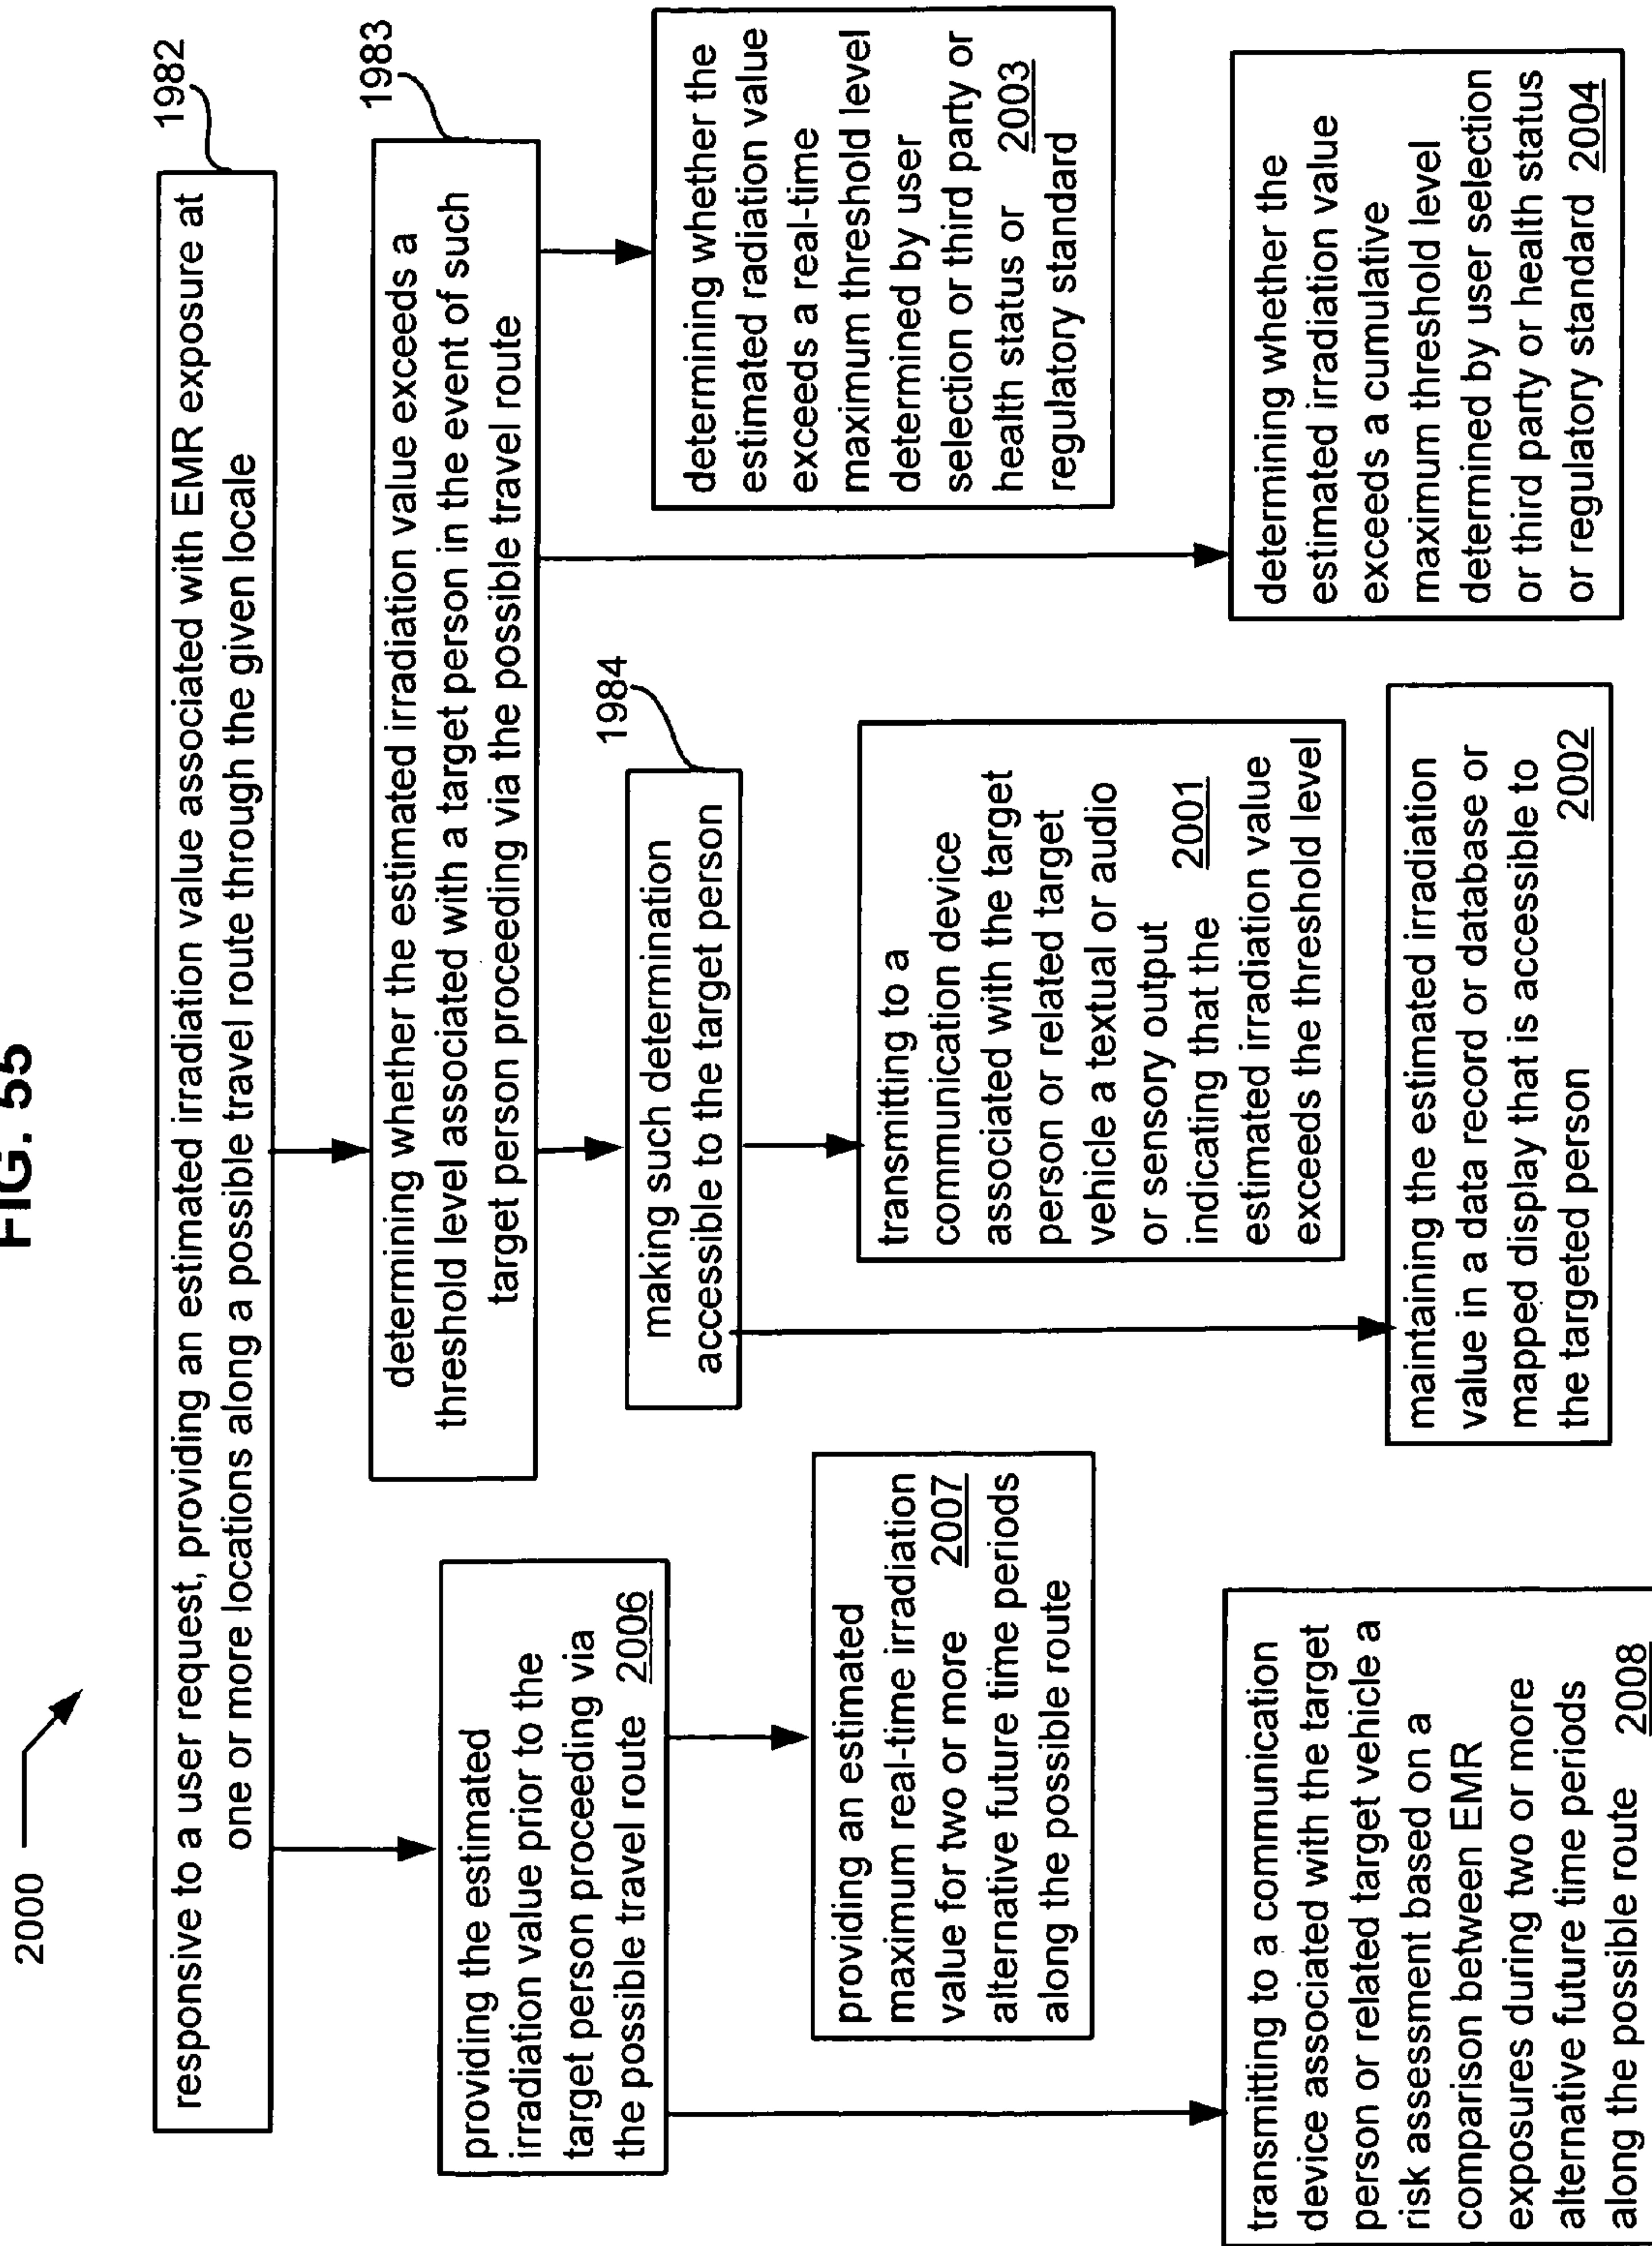 FIG. 55
2000
responsive to a user request, providing an estimated irradiation value associated with EMR exposure at
one or more locations along a possible travel route through the given locale
1982
determining whether the estimated irradiation value exceeds a
threshold level associated with a target person in the event of such
target person proceeding via the possible travel route
1983
providing the estimated
irradiation value prior to the
target person proceeding via
the possible travel route 2006
making such determination
accessible to the target person
1984
determining whether the
estimated radiation value
exceeds a real-time
maximum threshold level
determined by user
selection or third party or
health status or 2003
regulatory standard
providing an estimated
maximum real-time irradiation
value for two or more 2007
alternative future time periods
along the possible route
transmitting to a
communication device
associated with the target
person or related target
vehicle a textual or audio
or sensory output 2001
indicating that the
estimated irradiation value
exceeds the threshold level
transmitting to a communication
device associated with the target
person or related target vehicle a
risk assessment based on a
comparison between EMR
exposures during two or more
alternative future time periods
along the possible route 2008
maintaining the estimated irradiation
value in a data record or database or
mapped display that is accessible to
the targeted person 2002
determining whether the
estimated irradiation value
exceeds a cumulative
maximum threshold level
determined by user selection
or third party or health status
or regulatory standard 2004